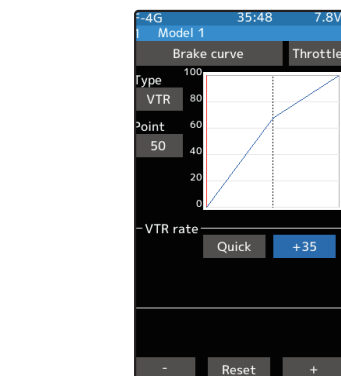 F-4G 35:48 7.8V
1 Model 1
Brake curve Throttle
Type
VTR
Point
50
100
80
60
40
20
0
VTR rate
Quick +35
- Reset +